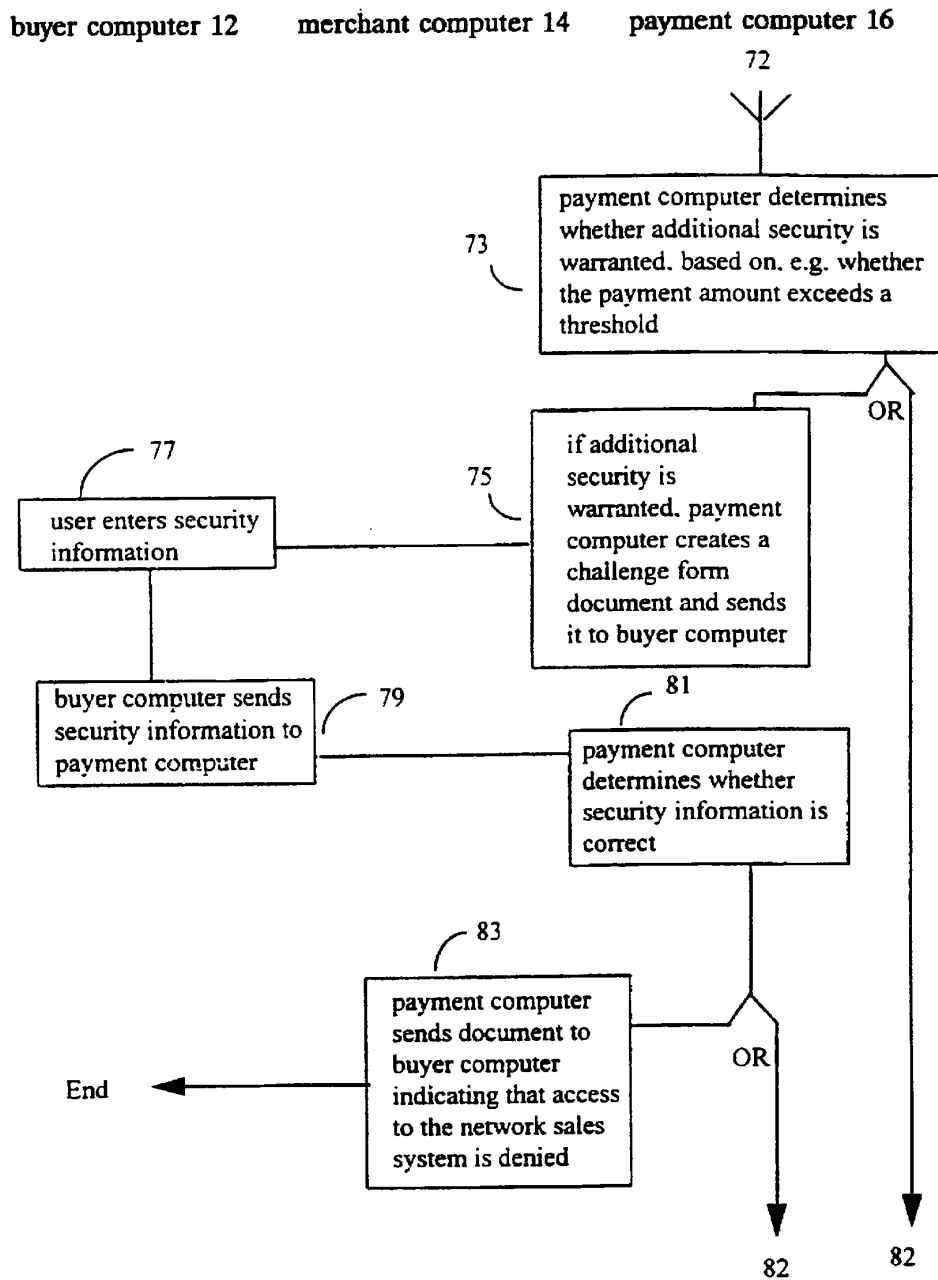 buyer computer 12 merchant computer 14 payment computer 16
72
payment computer determines
whether additional security is
warranted. based on. e.g. whether
the payment amount exceeds a
threshold
73
OR
if additional
security is
warranted. payment
computer creates a
challenge form
document and sends
it to buyer computer
75
77
user enters security
information
buyer computer sends
security information to
payment computer
79
81
payment computer
determines whether
security information is
correct
83
payment computer
sends document to
buyer computer
indicating that access
to the network sales
system is denied
OR
End
82
82